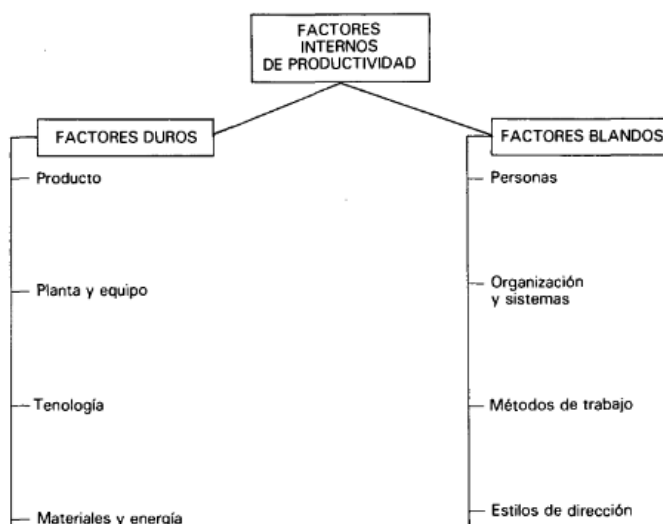 FACTORES
INTERNOS
DE PRODUCTIVIDAD
FACTORES DUROS
Producto
Planta y equipo
Tenología
Materiales y energía
FACTORES BLANDOS
Personas
Organización
y sistemas
Métodos de trabajo
Estilos de dirección